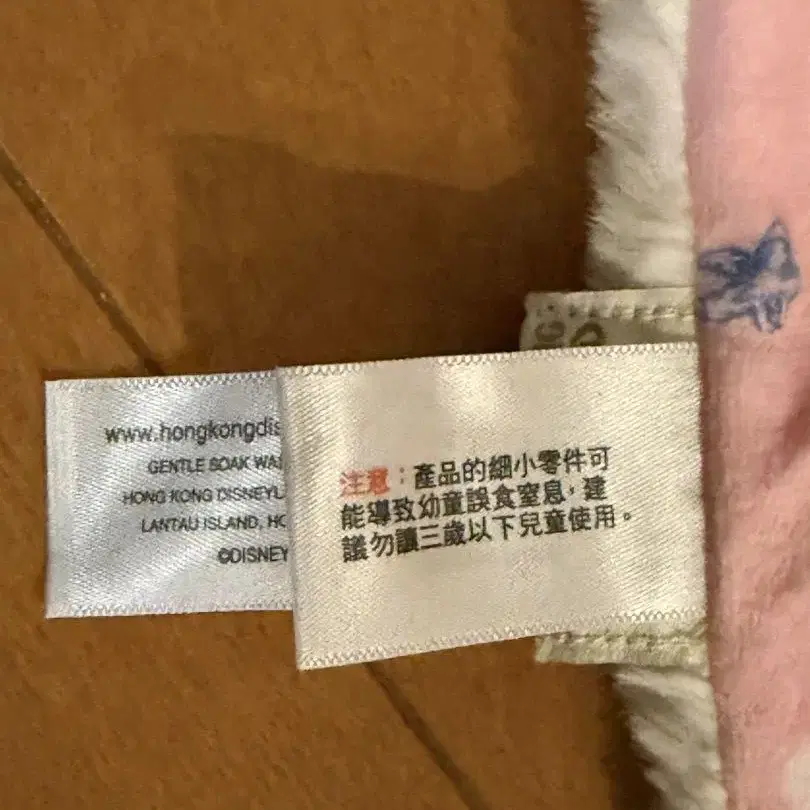 www.hongkongdis
GENTLE SOAK WA
HONG KONG DISNEYL
LANTAU ISLAND, HO
©DISNEY
注意：產品的細小零件可
能導致幼童誤食窒息，建
議勿讓三歲以下兒童使用。